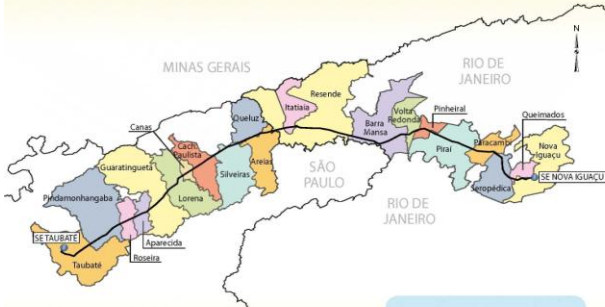 N
MINAS GERAIS
RIO DE
JANEIRO
Resende
Itatiaia
Volta
Redonda
Pinheiral
Queimados
Queluz
Canas
Cach.
Paulista
Barra
Mansa
Paracambi
Nova
Iguaçu
Guaratinguetá
Areias
Piraí
SÃO
PAULO
Silveiras
SE NOVA IGUAÇU
Lorena
Seropédica
Pindamonhangaba
RIO DE
JANEIRO
SE TAUBATÉ
Aparecida
Roseira
Taubaté